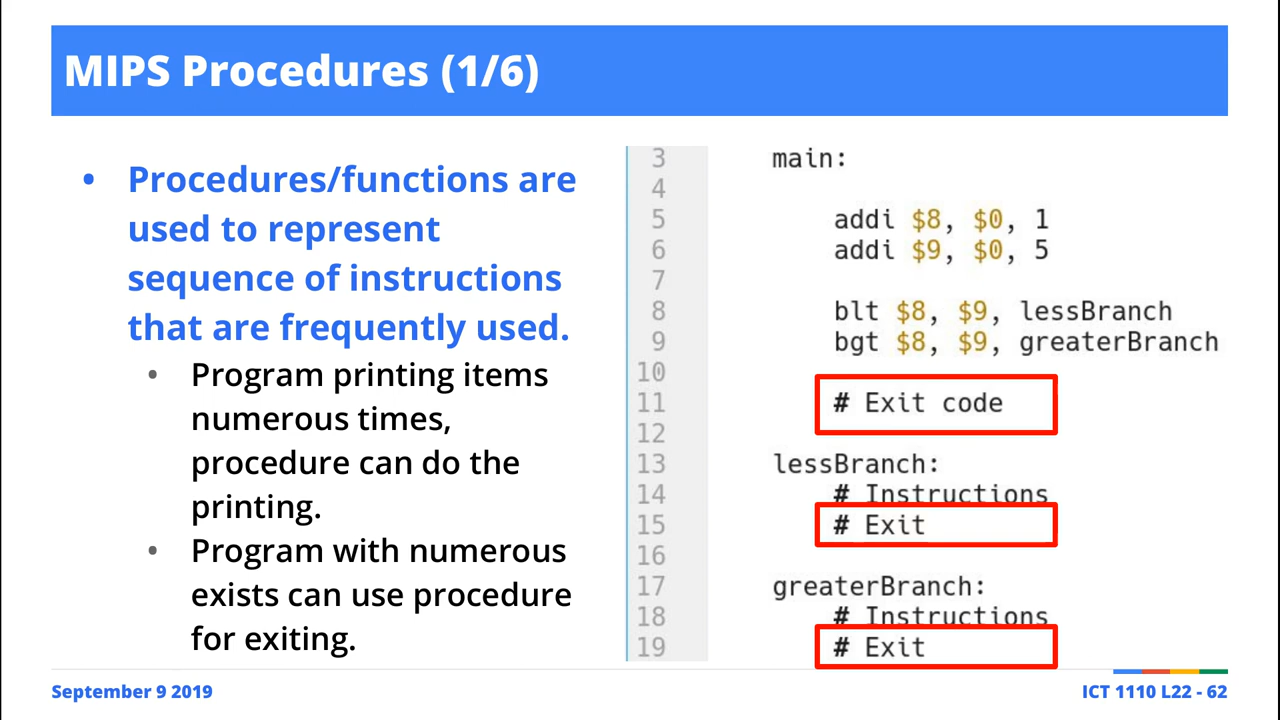 MIPS Procedures (1/6)
• Procedures/functions are
used to represent
sequence of instructions
that are frequently used.
• Program printing items
numerous times,
procedure can do the
printing.
• Program with numerous
exists can use procedure
for exiting.
3 main:
4
5 addi $8, $0, 1
6 addi $9, $0, 5
7
8 blt $8, $9, lessBranch
9 bgt $8, $9, greaterBranch
10
11 # Exit code
12
13 lessBranch:
14 # Instructions
15 # Exit
16
17 greaterBranch:
18 # Instructions
19 # Exit
September 9 2019
ICT 1110 L22 - 62